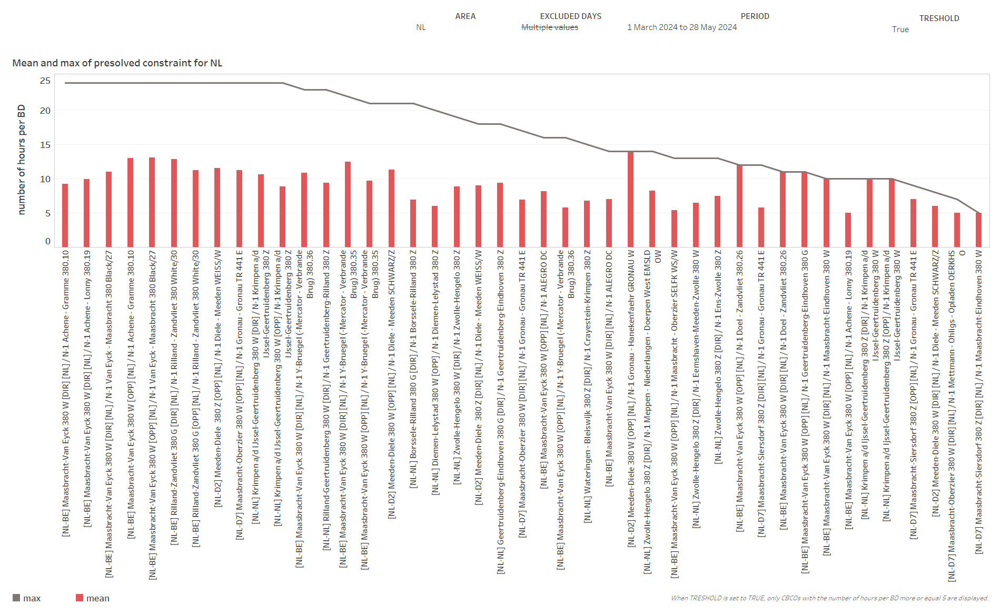 AREA
EXCLUDED DAYS
PERIOD
TRESHOLD
NL
Multiple values
1 March 2024 to 28 May 2024
True
Mean and max of presolved constraint for NL
number of hours per BD
25
20
15
10
5
0
[NL-BE] Maasbracht-Van Eyck 380 W [DIR] [NL] / N-1 Achene - Gramme 380.10
[NL-BE] Maasbracht-Van Eyck 380 W [DIR] [NL] / N-1 Achene - Lonny 380.19
[NL-BE] Maasbracht-Van Eyck 380 W [DIR] [NL] / N-1 Van Eyck - Maasbracht 380 Black/27
[NL-BE] Maasbracht-Van Eyck 380 W [OPP] [NL] / N-1 Achene - Gramme 380.10
[NL-BE] Maasbracht-Van Eyck 380 W [OPP] [NL] / N-1 Van Eyck - Maasbracht 380 Black/27
[NL-BE] Rilland-Zandvliet 380 G [DIR] [NL] / N-1 Rilland - Zandvliet 380 White/30
[NL-BE] Rilland-Zandvliet 380 G [OPP] [NL] / N-1 Rilland - Zandvliet 380 White/30
[NL-D2] Meeden-Diele  380 Z [OPP] [NL] / N-1 Diele - Meeden WEISS/W
[NL-D7] Maasbracht-Oberzier 380 W [OPP] [NL] / N-1 Gronau - Gronau TR 441 E
[NL-NL] Krimpen a/d IJssel-Geertruidenberg 380 W [DIR] / N-1 Krimpen a/d
IJssel-Geertruidenberg 380 Z
[NL-NL] Krimpen a/d IJssel-Geertruidenberg 380 W [OPP] / N-1 Krimpen a/d
IJssel-Geertruidenberg 380 Z
[NL-BE] Maasbracht-Van Eyck 380 W [DIR] [NL] / N-1 Y-Bruegel (-Mercator - Verbrande
Brug) 380.36
[NL-NL] Rilland-Geertruidenberg 380 W [DIR] / N-1 Geertruidenberg-Rilland 380 Z
[NL-BE] Maasbracht-Van Eyck 380 W [DIR] [NL] / N-1 Y-Bruegel (-Mercator - Verbrande
Brug) 380.35
[NL-BE] Maasbracht-Van Eyck 380 W [OPP] [NL] / N-1 Y-Bruegel (-Mercator - Verbrande
Brug) 380.35
[NL-D2] Meeden-Diele 380 W [OPP] [NL] / N-1 Diele - Meeden SCHWARZ/Z
[NL-NL] Borssele-Rilland 380 G [DIR] / N-1 Borssele-Rilland 380 Z
[NL-NL] Diemen-Lelystad 380 W [OPP] / N-1 Diemen-Lelystad 380 Z
[NL-NL] Zwolle-Hengelo 380 W [DIR] / N-1 Zwolle-Hengelo 380 Z
[NL-D2] Meeden-Diele  380 Z [DIR] [NL] / N-1 Diele - Meeden WEISS/W
[NL-NL] Geertruidenberg-Eindhoven 380 G [DIR] / N-1 Geertruidenberg-Eindhoven 380 Z
[NL-D7] Maasbracht-Oberzier 380 W [DIR] [NL] / N-1 Gronau - Gronau TR 441 E
[NL-BE] Maasbracht-Van Eyck 380 W [OPP] [NL] / N-1 ALEGRO DC
[NL-BE] Maasbracht-Van Eyck 380 W [OPP] [NL] / N-1 Y-Bruegel (-Mercator - Verbrande
Brug) 380.36
[NL-NL] Wateringen - Bleiswijk 380 Z [DIR] / N-1 Crayestein-Krimpen 380 Z
[NL-BE] Maasbracht-Van Eyck 380 W [DIR] [NL] / N-1 ALEGRO DC
[NL-D2] Meeden-Diele 380 W [OPP] [NL] / N-1 Gronau - Hanekenfaehr GRONAU W
[NL-NL] Zwolle-Hengelo 380 Z [DIR] / N-1 Meppen - Niederlangen - Doerpen West EMSLD
OW
[NL-BE] Maasbracht-Van Eyck 380 W [OPP] [NL] / N-1 Maasbracht - Oberzier SELFK WS/W
[NL-NL] Zwolle-Hengelo 380 Z [DIR] / N-1 Eemshaven-Meeden-Zwolle 380 W
[NL-NL] Zwolle-Hengelo 380 Z [DIR] / N-1 Ens-Zwolle 380 Z
[NL-BE] Maasbracht-Van Eyck 380 W [OPP] [NL] / N-1 Doel - Zandvliet 380.26
[NL-D7] Maasbracht-Siersdorf 380 Z [DIR] [NL] / N-1 Gronau - Gronau TR 441 E
[NL-BE] Maasbracht-Van Eyck 380 W [DIR] [NL] / N-1 Doel - Zandvliet 380.26
[NL-BE] Maasbracht-Van Eyck 380 W [OPP] [NL] / N-1 Geertruidenberg-Eindhoven 380 G
[NL-BE] Maasbracht-Van Eyck 380 W [DIR] [NL] / N-1 Maasbracht-Eindhoven 380 W
[NL-BE] Maasbracht-Van Eyck 380 W [OPP] [NL] / N-1 Achene - Lonny 380.19
[NL-NL] Krimpen a/d Ijssel-Geertruidenberg 380 Z [DIR] / N-1 Krimpen a/d
IJssel-Geertruidenberg 380 W
[NL-NL] Krimpen a/d Ijssel-Geertruidenberg 380 Z [OPP] / N-1 Krimpen a/d
IJssel-Geertruidenberg 380 W
[NL-D7] Maasbracht-Siersdorf 380 Z [OPP] [NL] / N-1 Gronau - Gronau TR 441 E
[NL-D2] Meeden-Diele 380 W [DIR] [NL] / N-1 Diele - Meeden SCHWARZ/Z
[NL-D7] Maasbracht-Oberzier 380 W [DIR] [NL] / N-1 Mettmann - Ohligs - Opladen OERKHS
O
[NL-D7] Maasbracht-Siersdorf 380 Z [DIR] [NL] / N-1 Maasbracht-Eindhoven 380 W
max
mean
When TRESHOLD is set to TRUE, only CBCOs with the number of hours per BD more or equal 5 are displayed.